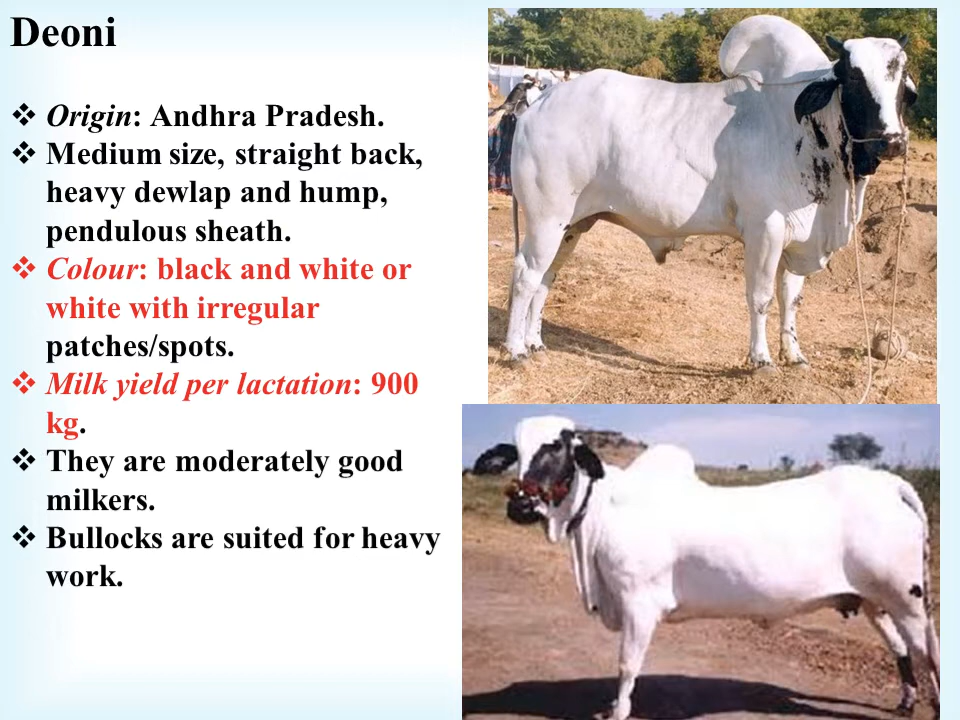 Deoni
❖ Origin: Andhra Pradesh.
❖ Medium size, straight back,
heavy dewlap and hump,
pendulous sheath.
❖ Colour: black and white or
white with irregular
patches/spots.
❖ Milk yield per lactation: 900
kg.
❖ They are moderately good
milkers.
❖ Bullocks are suited for heavy
work.